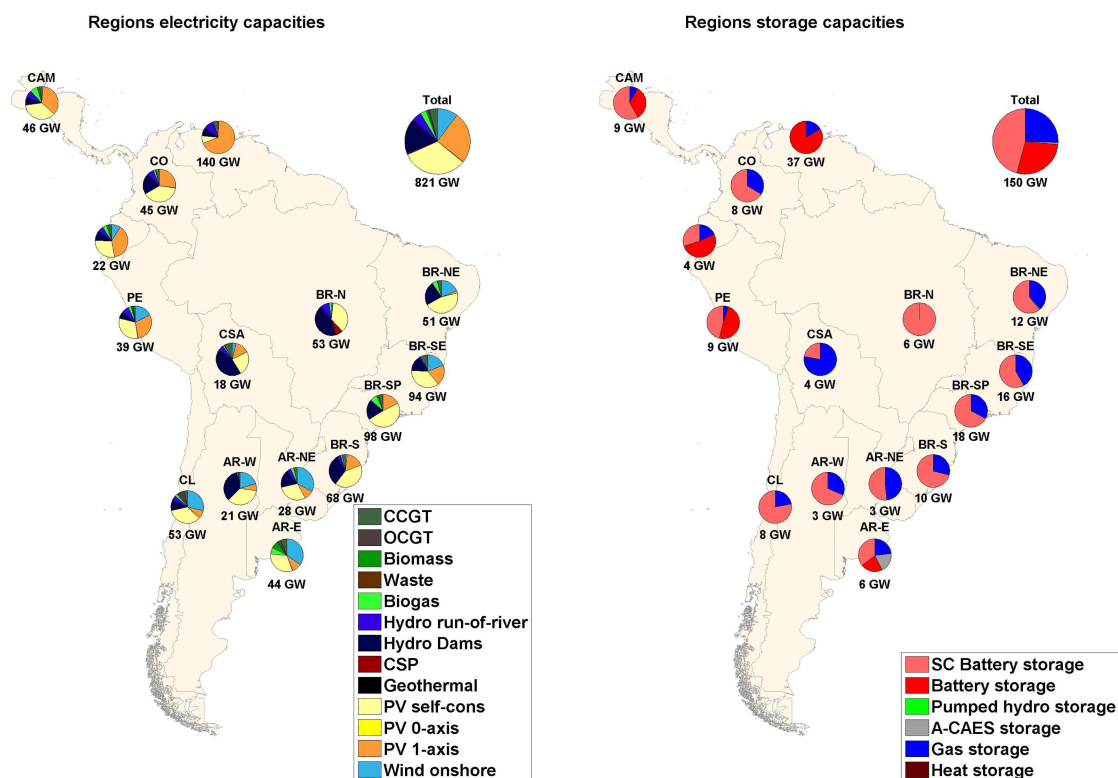 Regions electricity capacities
CAM
46 GW
140 GW
Total
821 GW
CO
45 GW
22 GW
PE
39 GW
BR-N
53 GW
BR-NE
51 GW
CSA
18 GW
BR-SE
94 GW
BR-SP
98 GW
BR-S
68 GW
AR-NE
28 GW
AR-W
21 GW
CL
53 GW
AR-E
44 GW
CCGT
OCGT
Biomass
Waste
Biogas
Hydro run-of-river
Hydro Dams
CSP
Geothermal
PV self-cons
PV 0-axis
PV 1-axis
Wind onshore
Regions storage capacities
CAM
9 GW
37 GW
Total
150 GW
CO
8 GW
4 GW
PE
9 GW
BR-N
6 GW
BR-NE
12 GW
CSA
4 GW
BR-SE
16 GW
BR-SP
18 GW
BR-S
10 GW
AR-NE
3 GW
AR-W
3 GW
CL
8 GW
AR-E
6 GW
SC Battery storage
Battery storage
Pumped hydro storage
A-CAES storage
Gas storage
Heat storage